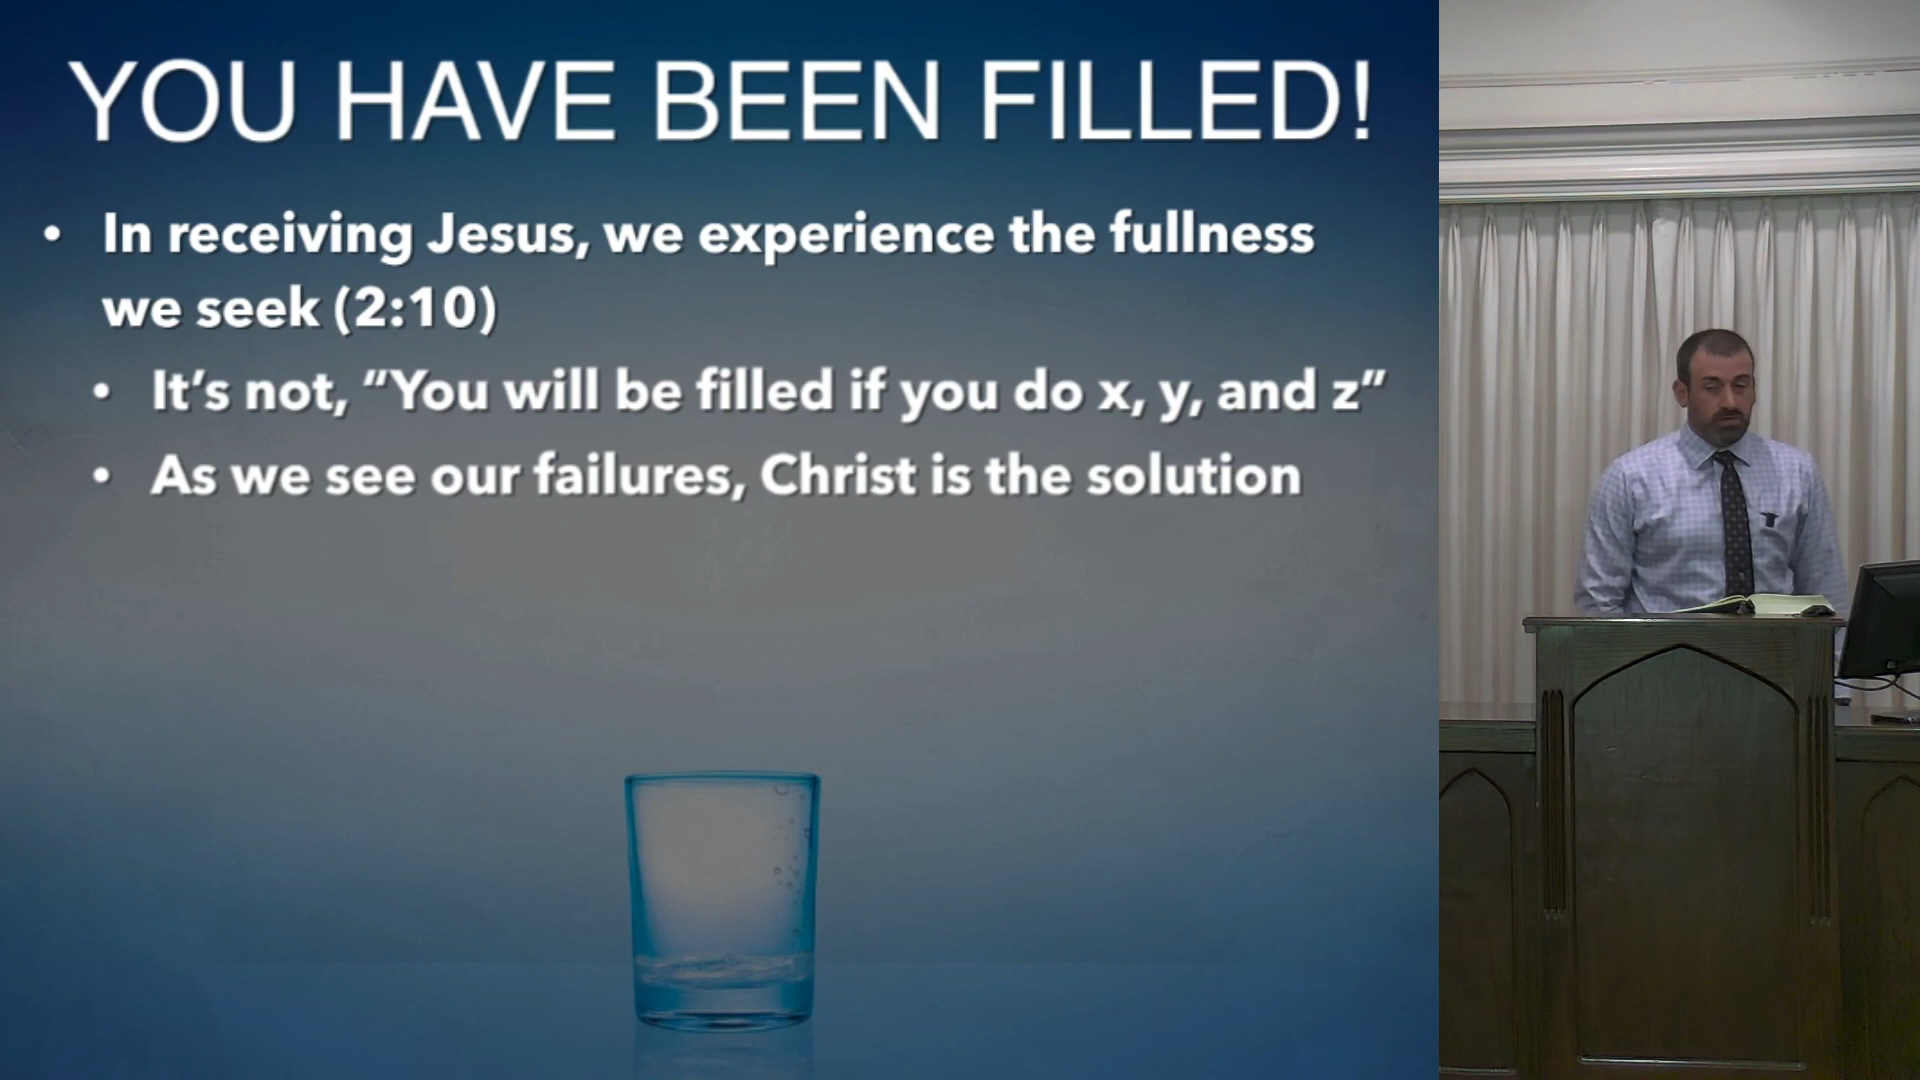 YOU HAVE BEEN FILLED!
• In receiving Jesus, we experience the fullness
we seek (2:10)
• It’s not, “You will be filled if you do x, y, and z”
• As we see our failures, Christ is the solution